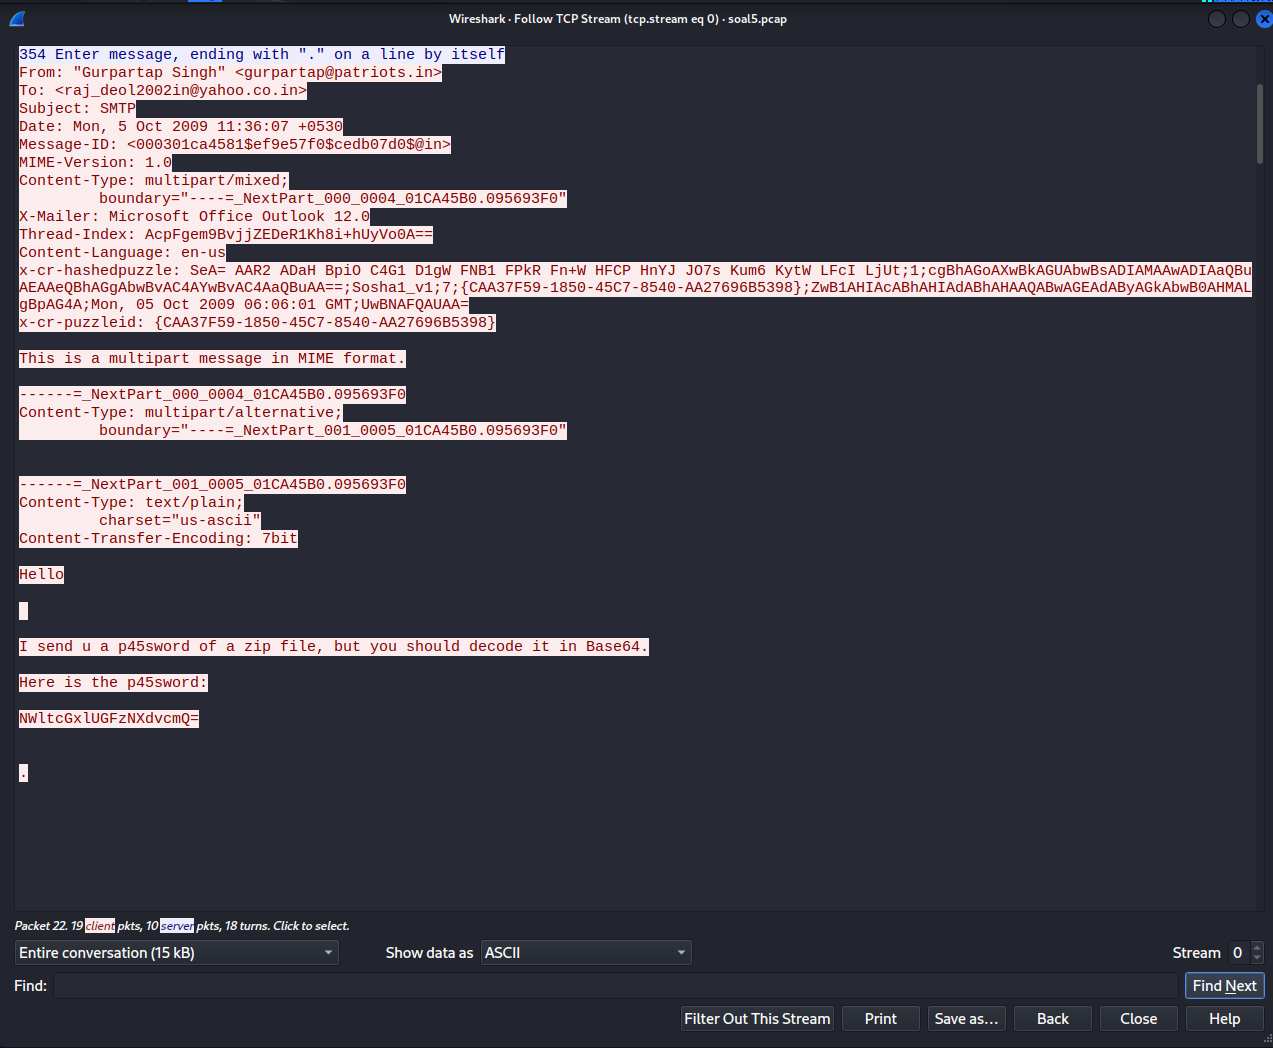 Wireshark · Follow TCP Stream (tcp.stream eq 0) · soal5.pcap
354 Enter message, ending with "." on a line by itself
From: "Gurpartap Singh" <gurpartap@patriots.in>
To: <raj_deol2002in@yahoo.co.in>
Subject: SMTP
Date: Mon, 5 Oct 2009 11:36:07 +0530
Message-ID: <000301ca4581$ef9e57f0$cedb07d0$@in>
MIME-Version: 1.0
Content-Type: multipart/mixed;
boundary="----=_NextPart_000_0004_01CA45B0.095693F0"
X-Mailer: Microsoft Office Outlook 12.0
Thread-Index: AcpFgem9BvjjZEDeR1Kh8i+hUyVo0A==
Content-Language: en-us
x-cr-hashedpuzzle: SeA= AAR2 ADaH BpiO C4G1 D1gW FNB1 FPkR Fn+W HFCP HnYJ JO7s Kum6 KytW LFcI LjUt;1;cgBhAGoAXwBkAGUAbwBsADIAMAAwADIAaQBu
AEAAeQBhAGgAbwBvAC4AYwBvAC4AaQBuAA==;Sosha1_v1;7;{CAA37F59-1850-45C7-8540-AA27696B5398};ZwB1AHIAcABhAHIAdABhAHAAQABwAGEAdAByAGkAbwB0AHMAL
gBpAG4A;Mon, 05 Oct 2009 06:06:01 GMT;UwBNAFQAUAA=
x-cr-puzzleid: {CAA37F59-1850-45C7-8540-AA27696B5398}
This is a multipart message in MIME format.
------=_NextPart_000_0004_01CA45B0.095693F0
Content-Type: multipart/alternative;
boundary="----=_NextPart_001_0005_01CA45B0.095693F0"
------=_NextPart_001_0005_01CA45B0.095693F0
Content-Type: text/plain;
charset="us-ascii"
Content-Transfer-Encoding: 7bit
Hello
I send u a p45sword of a zip file, but you should decode it in Base64.
Here is the p45sword:
NWltcGxlUGFzNXdvcmQ=
.
Packet 22. 19 client pkts, 10 server pkts, 18 turns. Click to select.
Entire conversation (15 kB) Show data as ASCII Stream 0
Find: Find Next
Filter Out This Stream Print Save as… Back Close Help